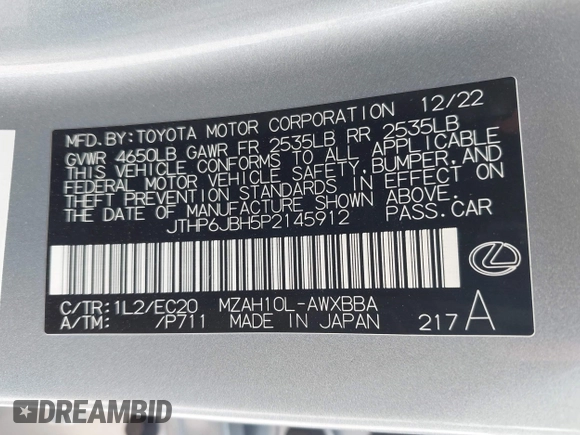 MFD. BY: TOYOTA MOTOR CORPORATION 12/22
GVWR 4650LB GAWR FR 2535LB RR 2535LB
THIS VEHICLE CONFORMS TO ALL APPLICABLE
FEDERAL MOTOR VEHICLE SAFETY, BUMPER, AND
THEFT PREVENTION STANDARDS IN EFFECT ON
THE DATE OF MANUFACTURE SHOWN ABOVE.
JTHP6JBH5P2145912 PASS. CAR
C/TR: 1L2/EC20 MZAH10L-AWXBBA
A/TM: /P711 MADE IN JAPAN 217 A
DREAMBID